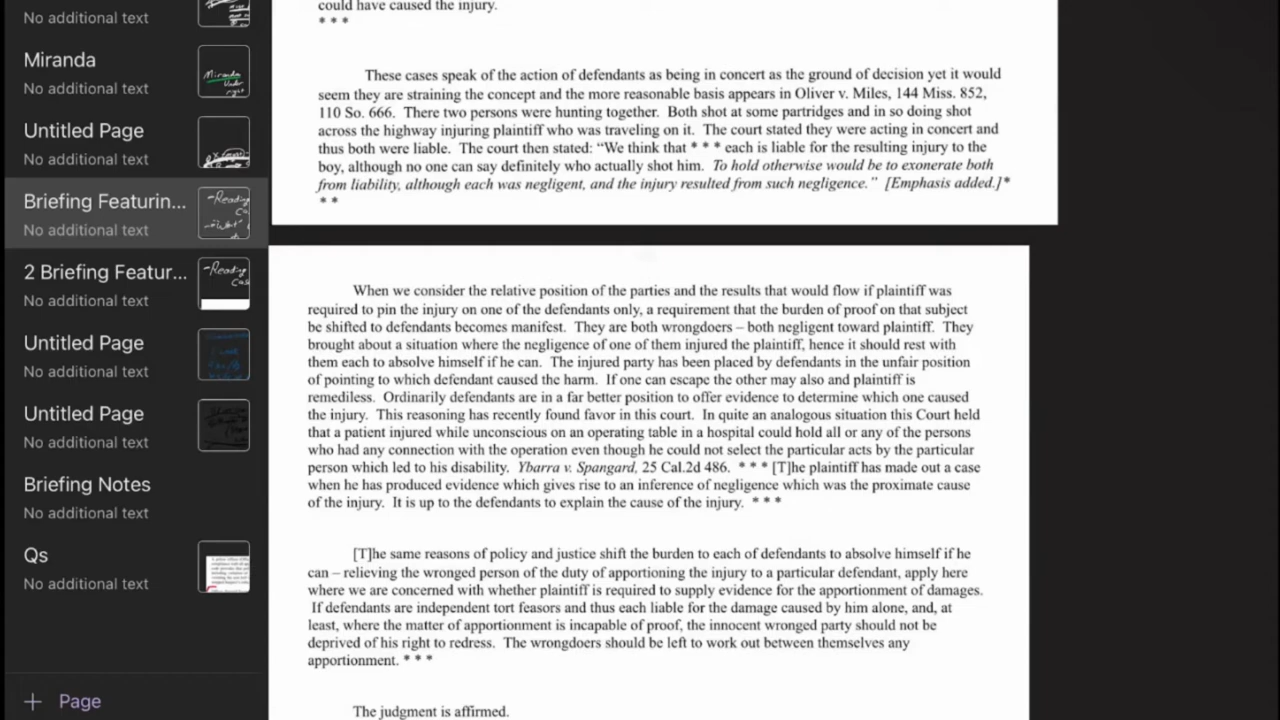 No additional text
Miranda
No additional text
Untitled Page
No additional text
Briefing Featurin...
No additional text
2 Briefing Featur...
No additional text
Untitled Page
No additional text
Untitled Page
No additional text
Briefing Notes
No additional text
Qs
No additional text
+ Page
could have caused the injury.
* * *
These cases speak of the action of defendants as being in concert as the ground of decision yet it would
seem they are straining the concept and the more reasonable basis appears in Oliver v. Miles, 144 Miss. 852,
110 So. 666. There two persons were hunting together. Both shot at some partridges and in so doing shot
across the highway injuring plaintiff who was traveling on it. The court stated they were acting in concert and
thus both were liable. The court then stated: “We think that * * * each is liable for the resulting injury to the
boy, although no one can say definitely who actually shot him. To hold otherwise would be to exonerate both
from liability, although each was negligent, and the injury resulted from such negligence.” [Emphasis added.]*
* *
When we consider the relative position of the parties and the results that would flow if plaintiff was
required to pin the injury on one of the defendants only, a requirement that the burden of proof on that subject
be shifted to defendants becomes manifest. They are both wrongdoers – both negligent toward plaintiff. They
brought about a situation where the negligence of one of them injured the plaintiff, hence it should rest with
them each to absolve himself if he can. The injured party has been placed by defendants in the unfair position
of pointing to which defendant caused the harm. If one can escape the other may also and plaintiff is
remediless. Ordinarily defendants are in a far better position to offer evidence to determine which one caused
the injury. This reasoning has recently found favor in this court. In quite an analogous situation this Court held
that a patient injured while unconscious on an operating table in a hospital could hold all or any of the persons
who had any connection with the operation even though he could not select the particular acts by the particular
person which led to his disability. Ybarra v. Spangard, 25 Cal.2d 486. * * * [T]he plaintiff has made out a case
when he has produced evidence which gives rise to an inference of negligence which was the proximate cause
of the injury. It is up to the defendants to explain the cause of the injury. * * *
[T]he same reasons of policy and justice shift the burden to each of defendants to absolve himself if he
can – relieving the wronged person of the duty of apportioning the injury to a particular defendant, apply here
where we are concerned with whether plaintiff is required to supply evidence for the apportionment of damages.
If defendants are independent tort feasors and thus each liable for the damage caused by him alone, and, at
least, where the matter of apportionment is incapable of proof, the innocent wronged party should not be
deprived of his right to redress. The wrongdoers should be left to work out between themselves any
apportionment. * * *
The judgment is affirmed.